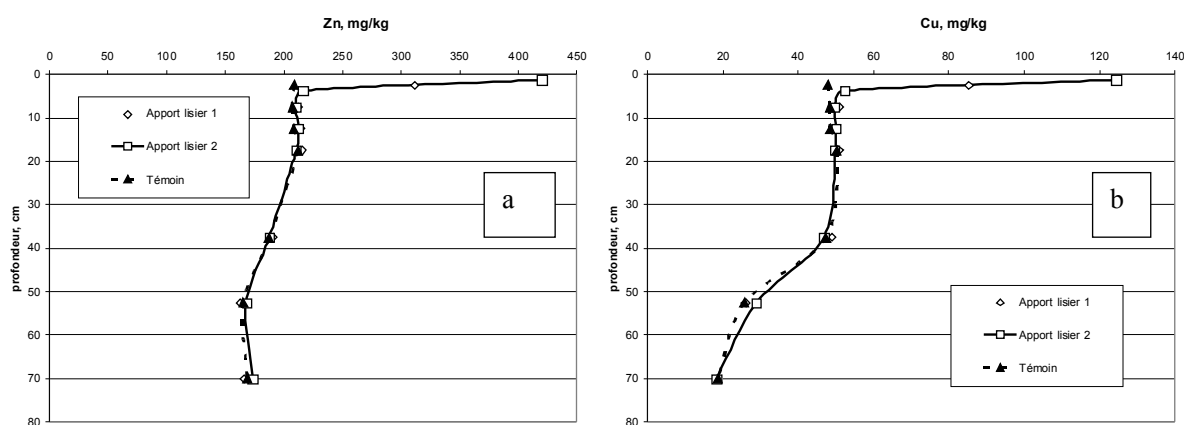 Zn, mg/kg
0 50 100 150 200 250 300 350 400 450
0
10
20
30
40
50
60
70
80
profondeur, cm
Apport lisier 1
Apport lisier 2
Témoin
a
Cu, mg/kg
0 20 40 60 80 100 120 140
0
10
20
30
40
50
60
70
80
profondeur, cm
b
Apport lisier 1
Apport lisier 2
Témoin